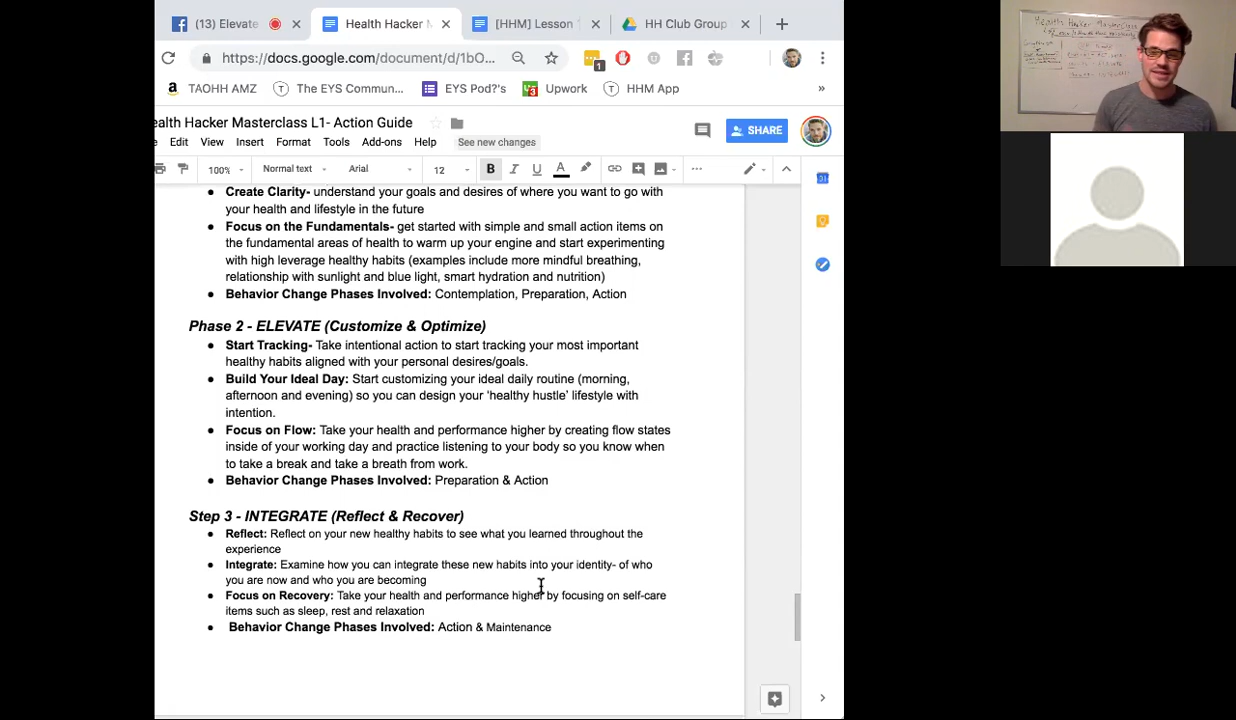 (13) Elevate
Health Hacker M
[HHM] Lesson 1
HH Club Group
https://docs.google.com/document/d/1bO...
1
TAOHH AMZ
The EYS Commun...
EYS Pod?'s
3
Upwork
HHM App
»
ealth Hacker Masterclass L1- Action Guide
Edit View Insert Format Tools Add-ons Help See new changes
SHARE
100% Normal text Arial 12 B I U A
Create Clarity- understand your goals and desires of where you want to go with
your health and lifestyle in the future
Focus on the Fundamentals- get started with simple and small action items on
the fundamental areas of health to warm up your engine and start experimenting
with high leverage healthy habits (examples include more mindful breathing,
relationship with sunlight and blue light, smart hydration and nutrition)
Behavior Change Phases Involved: Contemplation, Preparation, Action
Phase 2 - ELEVATE (Customize & Optimize)
Start Tracking- Take intentional action to start tracking your most important
healthy habits aligned with your personal desires/goals.
Build Your Ideal Day: Start customizing your ideal daily routine (morning,
afternoon and evening) so you can design your 'healthy hustle' lifestyle with
intention.
Focus on Flow: Take your health and performance higher by creating flow states
inside of your working day and practice listening to your body so you know when
to take a break and take a breath from work.
Behavior Change Phases Involved: Preparation & Action
Step 3 - INTEGRATE (Reflect & Recover)
Reflect: Reflect on your new healthy habits to see what you learned throughout the
experience
Integrate: Examine how you can integrate these new habits into your identity- of who
you are now and who you are becoming
Focus on Recovery: Take your health and performance higher by focusing on self-care
items such as sleep, rest and relaxation
Behavior Change Phases Involved: Action & Maintenance
31
Health Hacker MasterClass